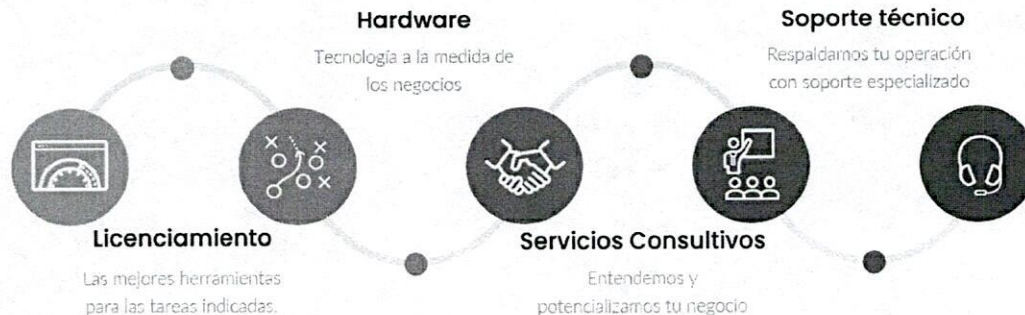 Hardware
Tecnología a la medida de
los negocios
Soporte técnico
Respaldamos tu operación
con soporte especializado
Licenciamiento
Las mejores herramientas
para las tareas indicadas.
Servicios Consultivos
Entendemos y
potencializamos tu negocio